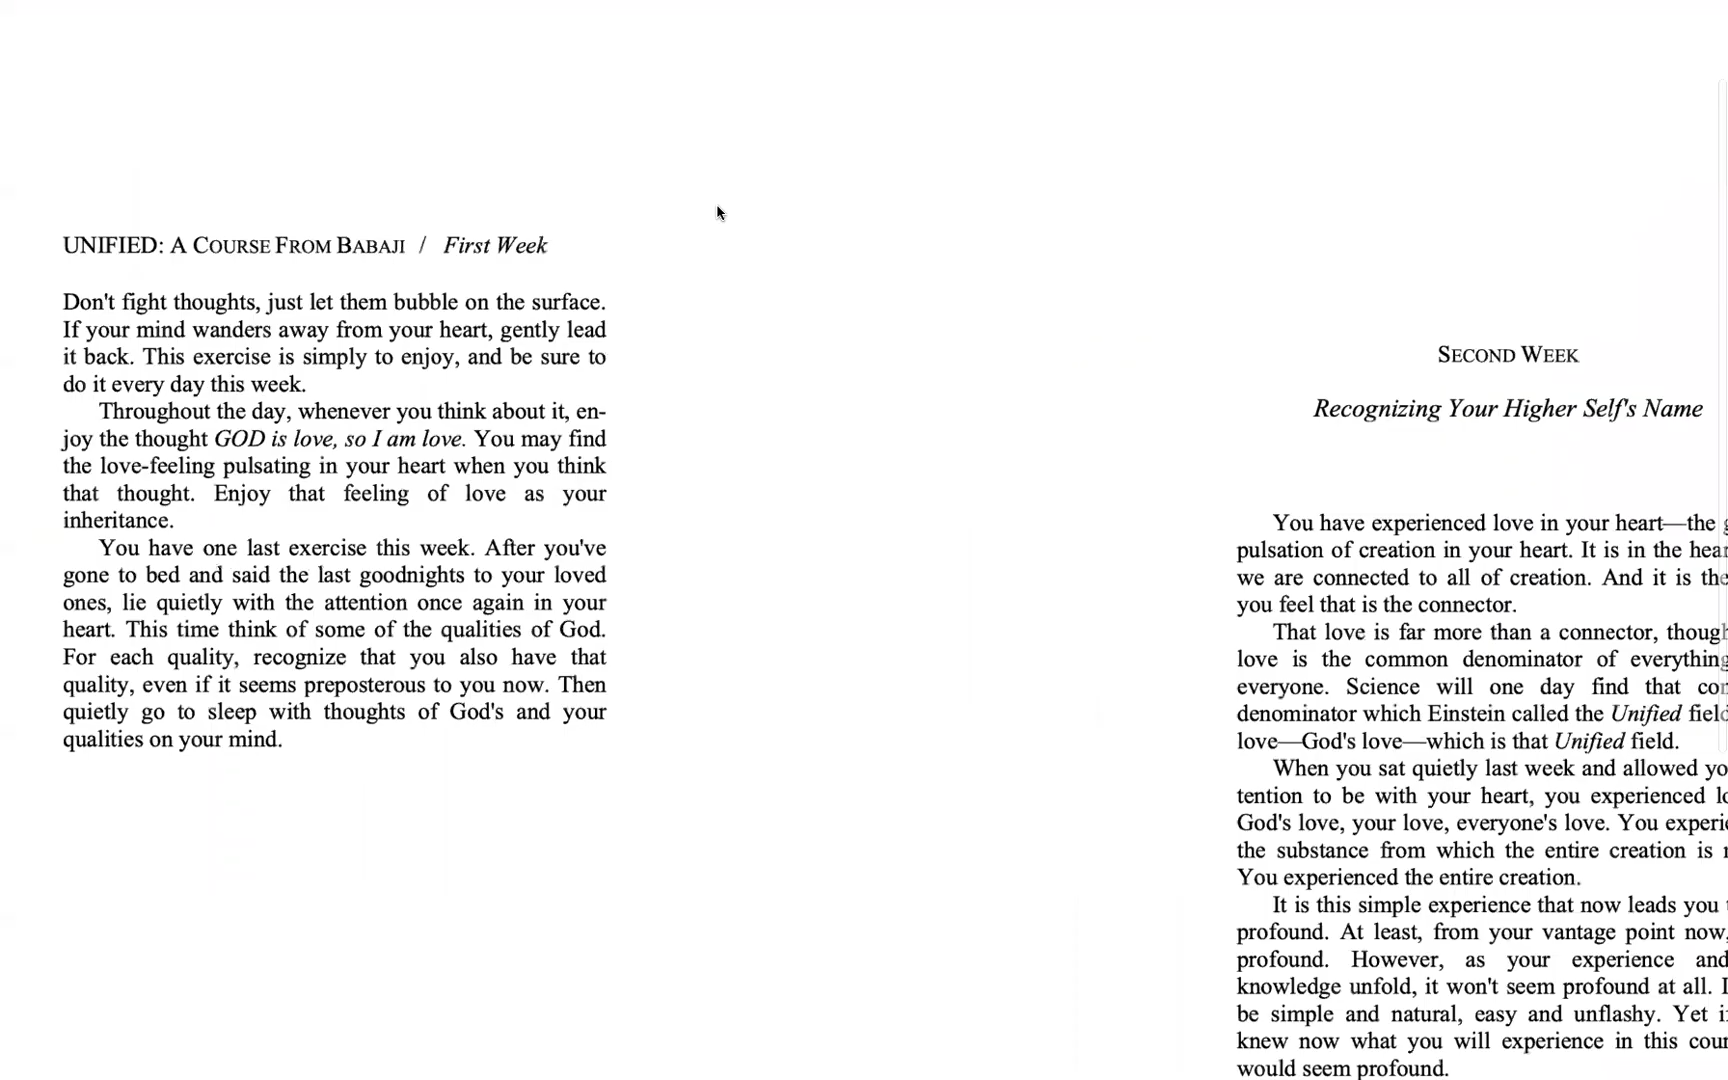 UNIFIED: A COURSE FROM BABAJI / First Week
Don't fight thoughts, just let them bubble on the surface.
If your mind wanders away from your heart, gently lead
it back. This exercise is simply to enjoy, and be sure to
do it every day this week.
Throughout the day, whenever you think about it, en-
joy the thought GOD is love, so I am love. You may find
the love-feeling pulsating in your heart when you think
that thought. Enjoy that feeling of love as your
inheritance.
You have one last exercise this week. After you've
gone to bed and said the last goodnights to your loved
ones, lie quietly with the attention once again in your
heart. This time think of some of the qualities of God.
For each quality, recognize that you also have that
quality, even if it seems preposterous to you now. Then
quietly go to sleep with thoughts of God's and your
qualities on your mind.
SECOND WEEK
Recognizing Your Higher Self's Name
You have experienced love in your heart—the
pulsation of creation in your heart. It is in the
we are connected to all of creation. And it is
you feel that is the connector.
That love is far more than a connector,
love is the common denominator of
everyone. Science will one day find that
denominator which Einstein called the Unified
love—God's love—which is that Unified field.
When you sat quietly last week and allowed
tention to be with your heart, you experienced
God's love, your love, everyone's love. You
the substance from which the entire creation is
You experienced the entire creation.
It is this simple experience that now leads you
profound. At least, from your vantage point now,
profound. However, as your experience and
knowledge unfold, it won't seem profound at all.
be simple and natural, easy and unflashy. Yet
knew now what you will experience in this
would seem profound.